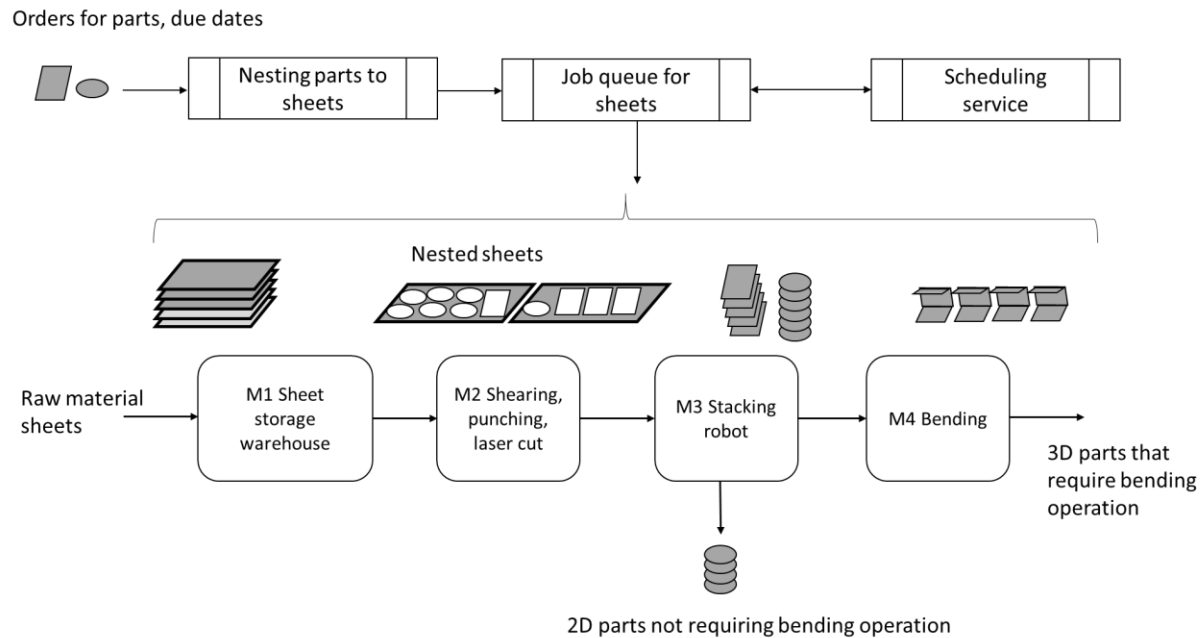 Orders for parts, due dates
Nesting parts to
sheets
Job queue for
sheets
Scheduling
service
Nested sheets
Raw material
sheets
M1 Sheet
storage
warehouse
M2 Shearing,
punching,
laser cut
M3 Stacking
robot
M4 Bending
3D parts that
require bending
operation
2D parts not requiring bending operation